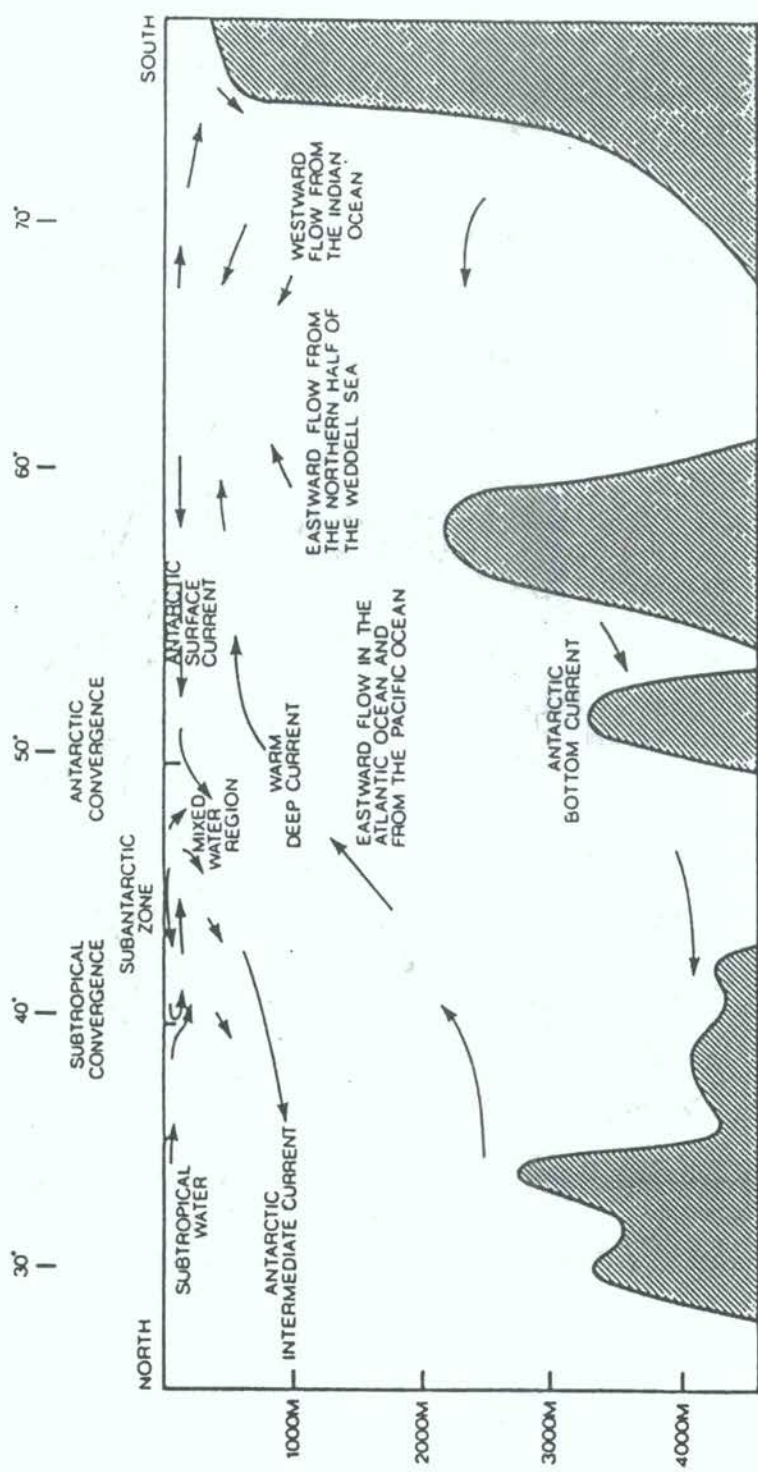 30°
40°
50°
60°
70°
SUBTROPICAL
CONVERGENCE
ANTARCTIC
CONVERGENCE
NORTH
SUBANTARCTIC
ZONE
SOUTH
SUBTROPICAL
WATER
MIXED
WATER
REGION
ANTARCTIC
SURFACE
CURRENT
ANTARCTIC
INTERMEDIATE CURRENT
WARM
DEEP CURRENT
EASTWARD FLOW FROM
THE NORTHERN HALF OF
THE WEDDELL SEA
WESTWARD
FLOW FROM
THE INDIAN
OCEAN
EASTWARD FLOW IN THE
ATLANTIC OCEAN AND
FROM THE PACIFIC OCEAN
ANTARCTIC
BOTTOM CURRENT
1000M
2000M
3000M
4000M